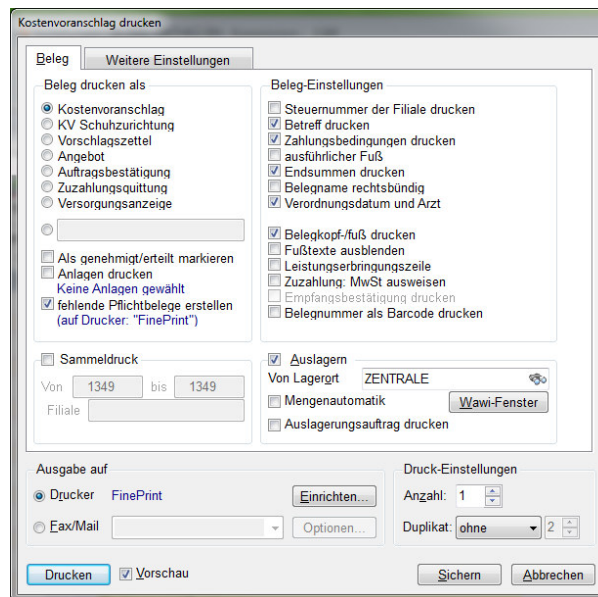 Kostenvoranschlag drucken
Beleg
Weitere Einstellungen
Beleg drucken als
Kostenvoranschlag
KV Schuhzurichtung
Vorschlagszettel
Angebot
Auftragsbestätigung
Zuzahlungsquittung
Versorgungsanzeige
Als genehmigt/erteilt markieren
Anlagen drucken
Keine Anlagen gewählt
fehlende Pflichtbelege erstellen
(auf Drucker: "FinePrint")
Beleg-Einstellungen
Steuernummer der Filiale drucken
Betreff drucken
Zahlungsbedingungen drucken
ausführlicher Fuß
Endsummen drucken
Belegname rechtsbündig
Verordnungsdatum und Arzt
Belegkopf-/fuß drucken
Fußtexte ausblenden
Leistungserbringungszeile
Zuzahlung: MwSt ausweisen
Empfangsbestätigung drucken
Belegnummer als Barcode drucken
Sammeldruck
Von 1349 bis 1349
Filiale
Auslagern
Von Lagerort ZENTRALE
Mengenautomatik Wawi-Fenster
Auslagerungsauftrag drucken
Ausgabe auf
Drucker FinePrint Einrichten...
Fax/Mail Optionen...
Druck-Einstellungen
Anzahl: 1
Duplikat: ohne 2
Drucken Vorschau Sichern Abbrechen